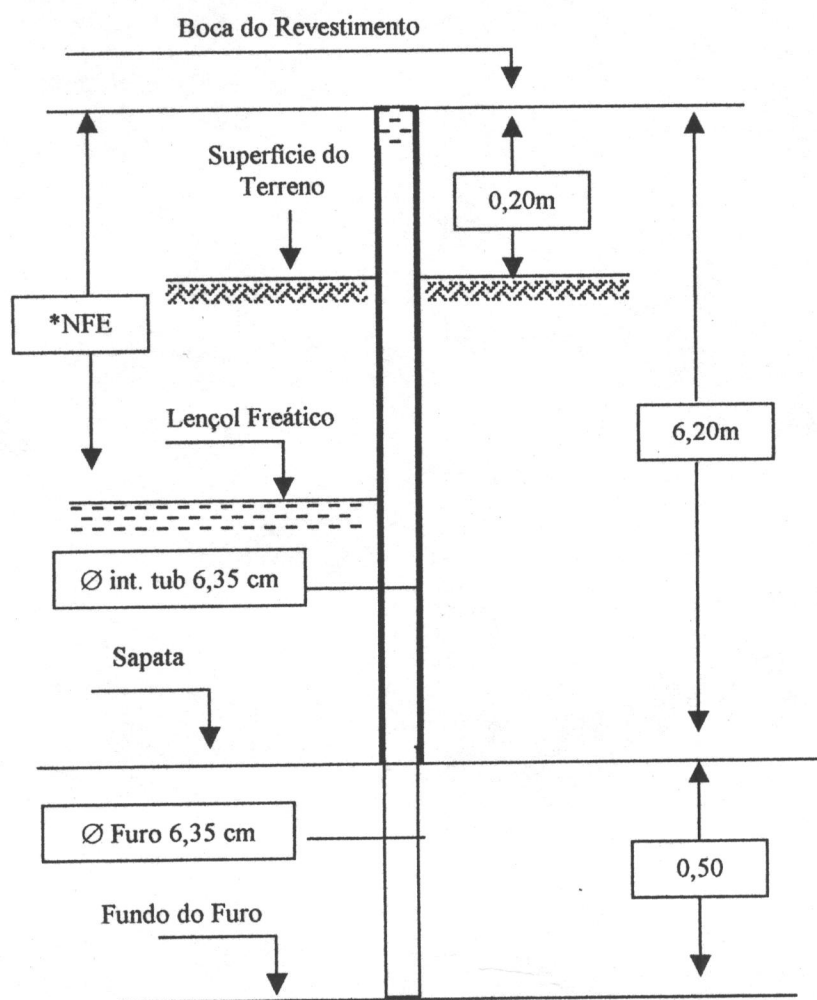 Boca do Revestimento
Superfície do
Terreno
0,20m
*NFE
Lençol Freático
6,20m
Ø int. tub 6,35 cm
Sapata
Ø Furo 6,35 cm
0,50
Fundo do Furo